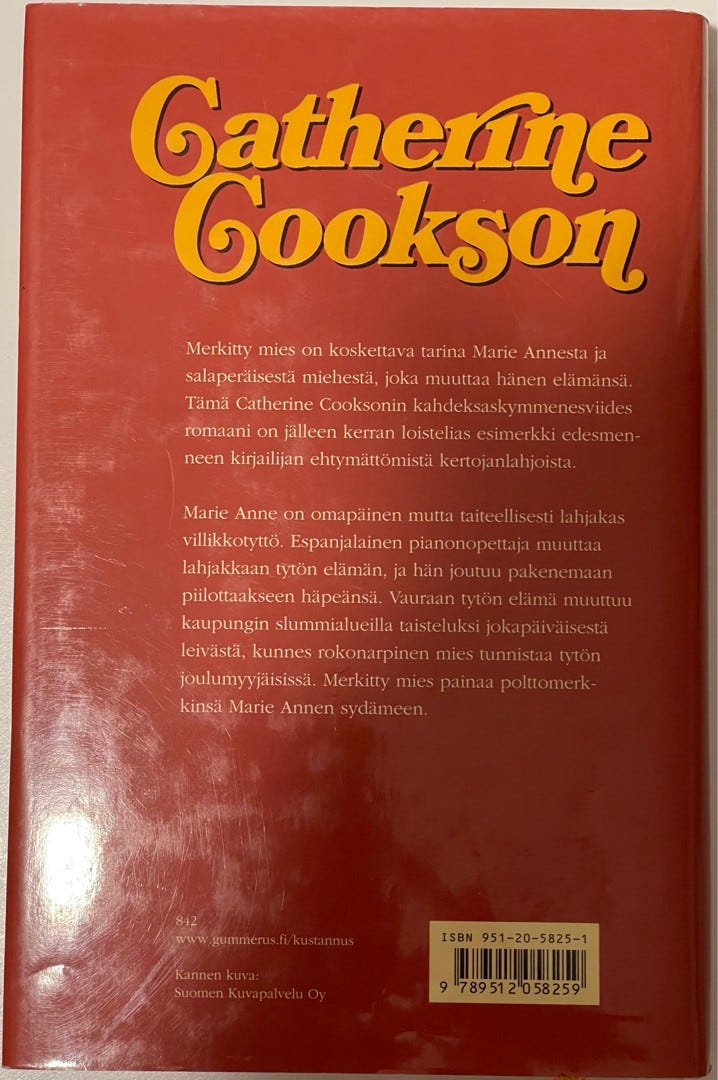 Catherine
Cookson
Merkitty mies on koskettava tarina Marie Annesta ja
salaperäisestä miehestä, joka muuttaa hänen elämänsä.
Tämä Catherine Cooksonin kahdeksaskymmenesviides
romaani on jälleen kerran loistelias esimerkki edesmen-
neen kirjailijan ehtymättömistä kertojanlahjoista.
Marie Anne on omapäinen mutta taiteellisesti lahjakas
villikkotyttö. Espanjalainen pianonopettaja muuttaa
lahjakkaan tytön elämän, ja hän joutuu pakenemaan
piilottaakseen häpeänsä. Vauraan tytön elämä muuttuu
kaupungin slummialueilla taisteluksi jokapäiväisestä
leivästä, kunnes rokonarpinen mies tunnistaa tytön
joulumyyjäisissä. Merkitty mies painaa polttomerk-
kinsä Marie Annen sydämeen.
842
www.gummerus.fi/kustannus
Kannen kuva:
Suomen Kuvapalvelu Oy
ISBN 951-20-5825-1
9 789512 058259